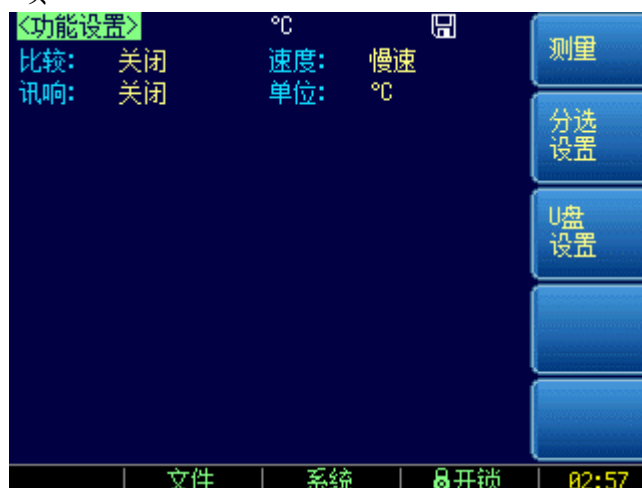 <功能设置> ℃
比较: 关闭 速度: 慢速
讯响: 关闭 单位: ℃
测量
分选
设置
U盘
设置
文件 系统 开锁 02:57